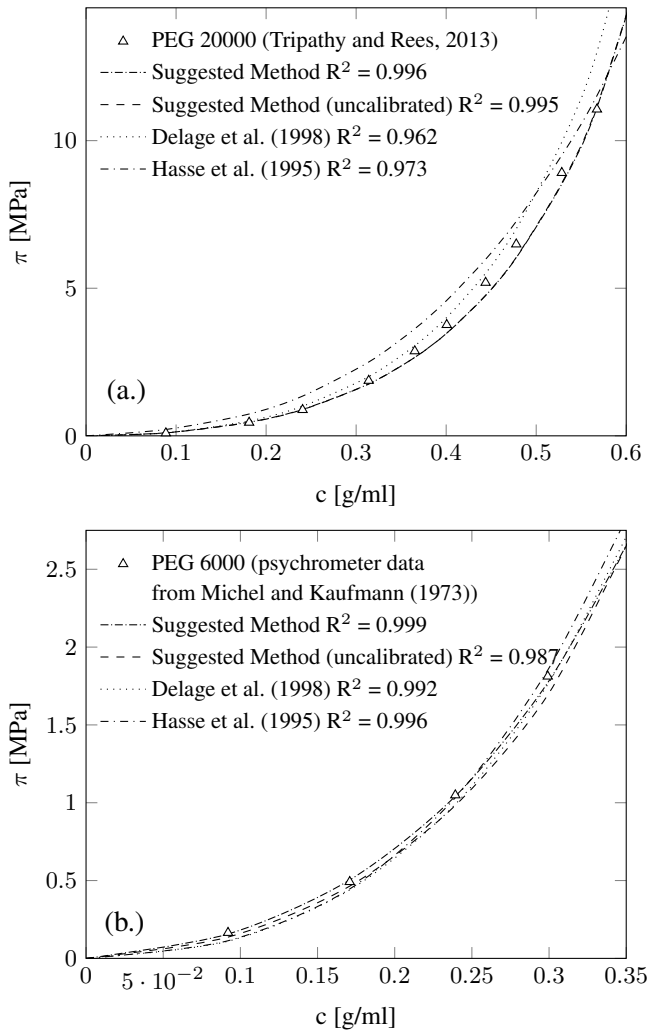 10
5
0
π [MPa]
△ PEG 20000 (Tripathy and Rees, 2013)
Suggested Method R² = 0.996
Suggested Method (uncalibrated) R² = 0.995
Delage et al. (1998) R² = 0.962
Hasse et al. (1995) R² = 0.973
(a.)
0 0.1 0.2 0.3 0.4 0.5 0.6
c [g/ml]
2.5
2
1.5
1
0.5
0
π [MPa]
△ PEG 6000 (psychrometer data
from Michel and Kaufmann (1973))
Suggested Method R² = 0.999
Suggested Method (uncalibrated) R² = 0.987
Delage et al. (1998) R² = 0.992
Hasse et al. (1995) R² = 0.996
(b.)
0 5 · 10⁻² 0.1 0.15 0.2 0.25 0.3 0.35
c [g/ml]